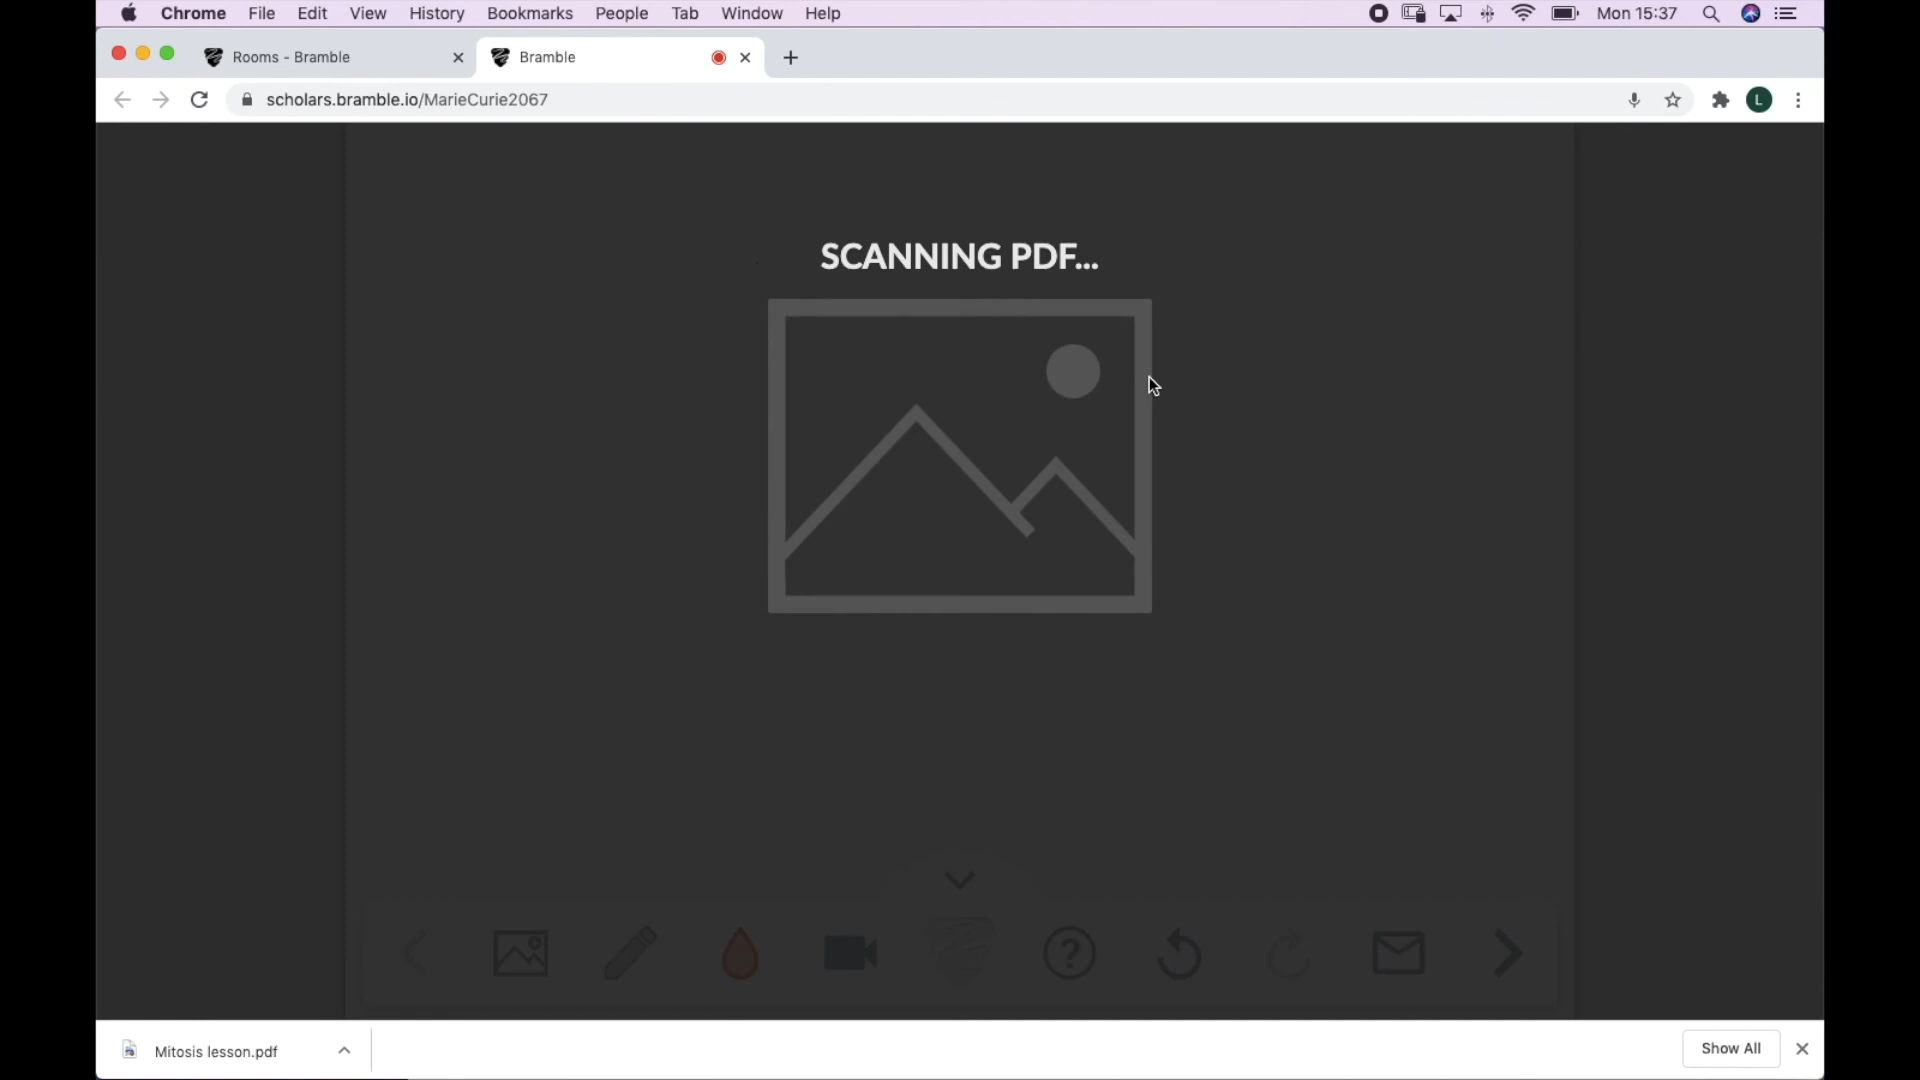 Chrome File Edit View History Bookmarks People Tab Window Help Mon 15:37
Rooms - Bramble Bramble
scholars.bramble.io/MarieCurie2067 L
SCANNING PDF...
?
Mitosis lesson.pdf Show All